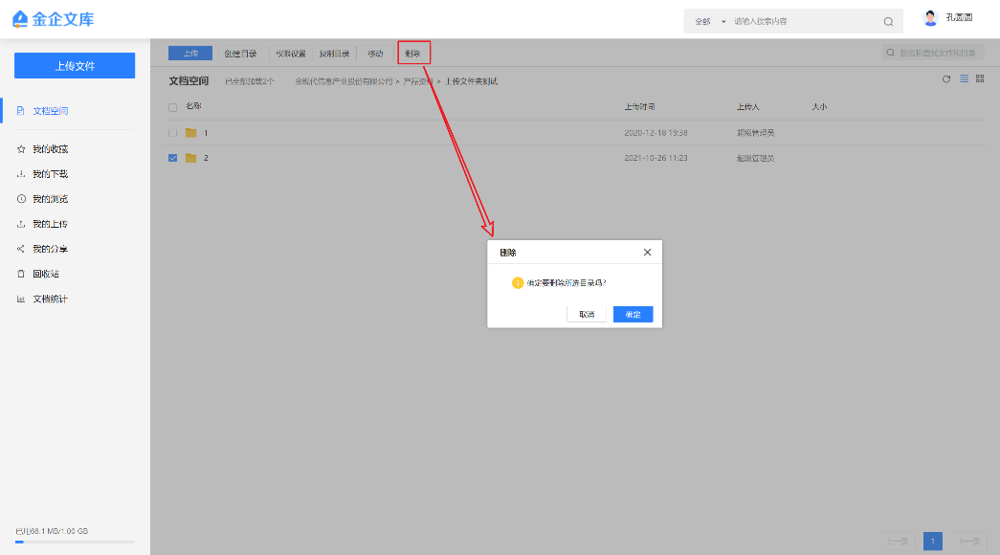 金企文库
全部 请输入搜索内容
孔圆圆
上传文件
文档空间
我的收藏
我的下载
我的浏览
我的上传
我的分享
回收站
文档统计
已用68.1 MB/1.00 GB
上传 创建目录 权限设置 复制目录 移动 删除
按名称查找文件和目录
文档空间 已全部加载2个 金现代信息产业股份有限公司 > 产品资料 > 上传文件夹测试
名称 上传时间 上传人 大小
1 2020-12-18 19:38 超级管理员
2 2021-10-26 11:23 超级管理员
删除
确定要删除所选目录吗?
取消 确定
上一页 1 下一页